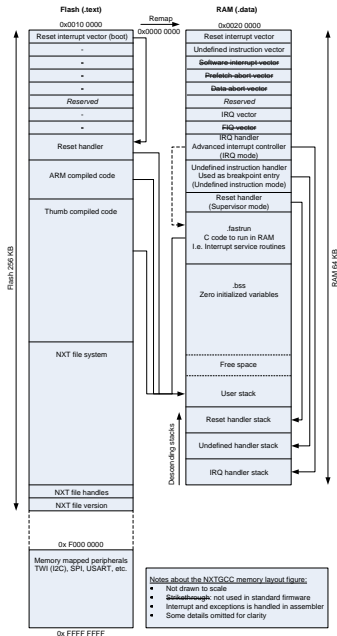 Flash (.text)
0x0010 0000
Reset interrupt vector (boot)
-
-
-
-
Reserved
-
-
Reset handler
ARM compiled code
Thumb compiled code
NXT file system
NXT file handles
NXT file version
0x F000 0000
Memory mapped peripherals
TWI (I2C), SPI, USART, etc.
0x FFFF FFFF
Flash 256 KB
Remap
0x0000 0000
RAM (.data)
0x0020 0000
Reset interrupt vector
Undefined instruction vector
Software interrupt vector
Prefetch abort vector
Data abort vector
Reserved
IRQ vector
FIQ vector
IRQ handler
Advanced interrupt controller
(IRQ mode)
Undefined instruction handler
Used as breakpoint entry
(Undefined instruction mode)
Reset handler
(Supervisor mode)
.fastrun
C code to run in RAM
I.e. Interrupt service routines
.bss
Zero initialized variables
Free space
User stack
Reset handler stack
Undefined handler stack
IRQ handler stack
Descending stacks
RAM 64 KB
Notes about the NXTGCC memory layout figure:
▪ Not drawn to scale
▪ Strikethrough: not used in standard firmware
▪ Interrupt and exceptions is handled in assembler
▪ Some details omitted for clarity